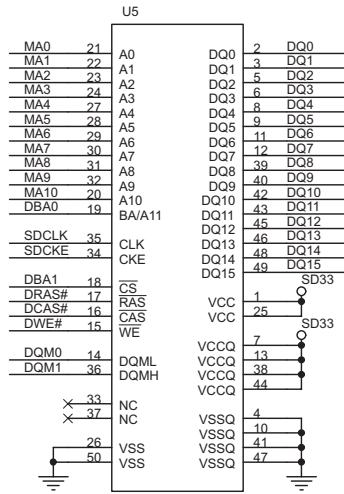 U5
MA0 21 A0 DQ0 2 DQ0
MA1 22 A1 DQ1 3 DQ1
MA2 23 A2 DQ2 5 DQ2
MA3 24 A3 DQ3 6 DQ3
MA4 27 A4 DQ4 8 DQ4
MA5 28 A5 DQ5 9 DQ5
MA6 29 A6 DQ6 11 DQ6
MA7 30 A7 DQ7 12 DQ7
MA8 31 A8 DQ8 39 DQ8
MA9 32 A9 DQ9 40 DQ9
MA10 20 A10 DQ10 42 DQ10
DBA0 19 BA/A11 DQ11 43 DQ11
DQ12 45 DQ12
SDCLK 35 CLK DQ13 46 DQ13
SDCKE 34 CKE DQ14 48 DQ14
DQ15 49 DQ15
SD33
DBA1 18 CS
DRAS# 17 RAS VCC 1
DCAS# 16 CAS VCC 25
DWE# 15 WE SD33
VCCQ 7
DQM0 14 DQML VCCQ 13
DQM1 36 DQMH VCCQ 38
VCCQ 44
33 NC
37 NC VSSQ 4
VSSQ 10
26 VSS VSSQ 41
50 VSS VSSQ 47